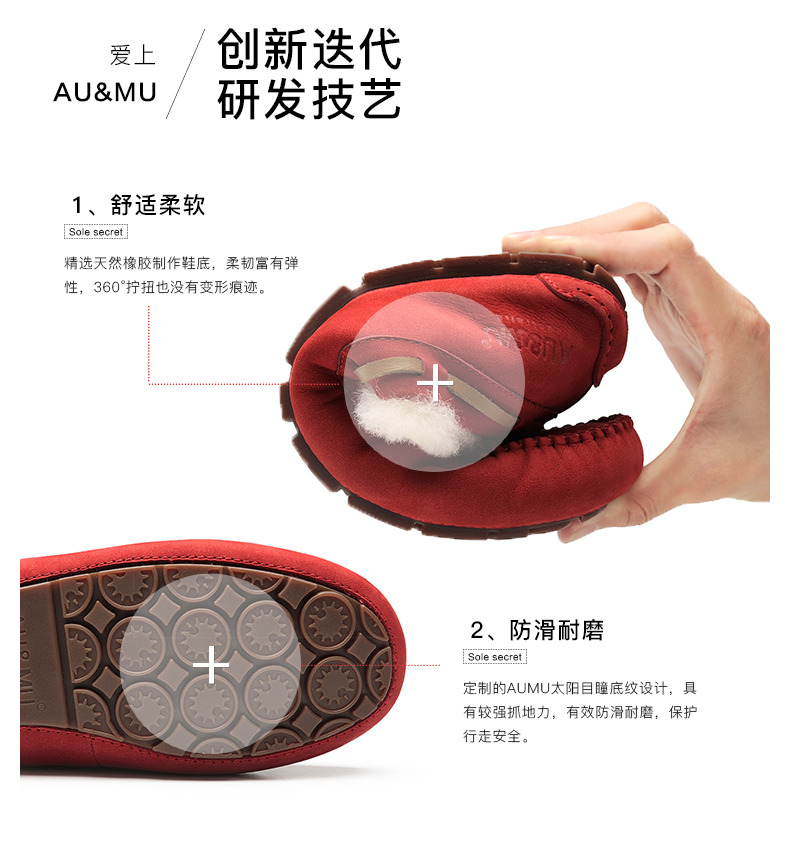 爱上
AU&MU
创新迭代
研发技艺
1、舒适柔软
Sole secret
精选天然橡胶制作鞋底，柔韧富有弹
性，360°拧扭也没有变形痕迹。
AU&MU
AU&MU
®
2、防滑耐磨
Sole secret
定制的AUMU太阳目瞳底纹设计，具
有较强抓地力，有效防滑耐磨，保护
行走安全。